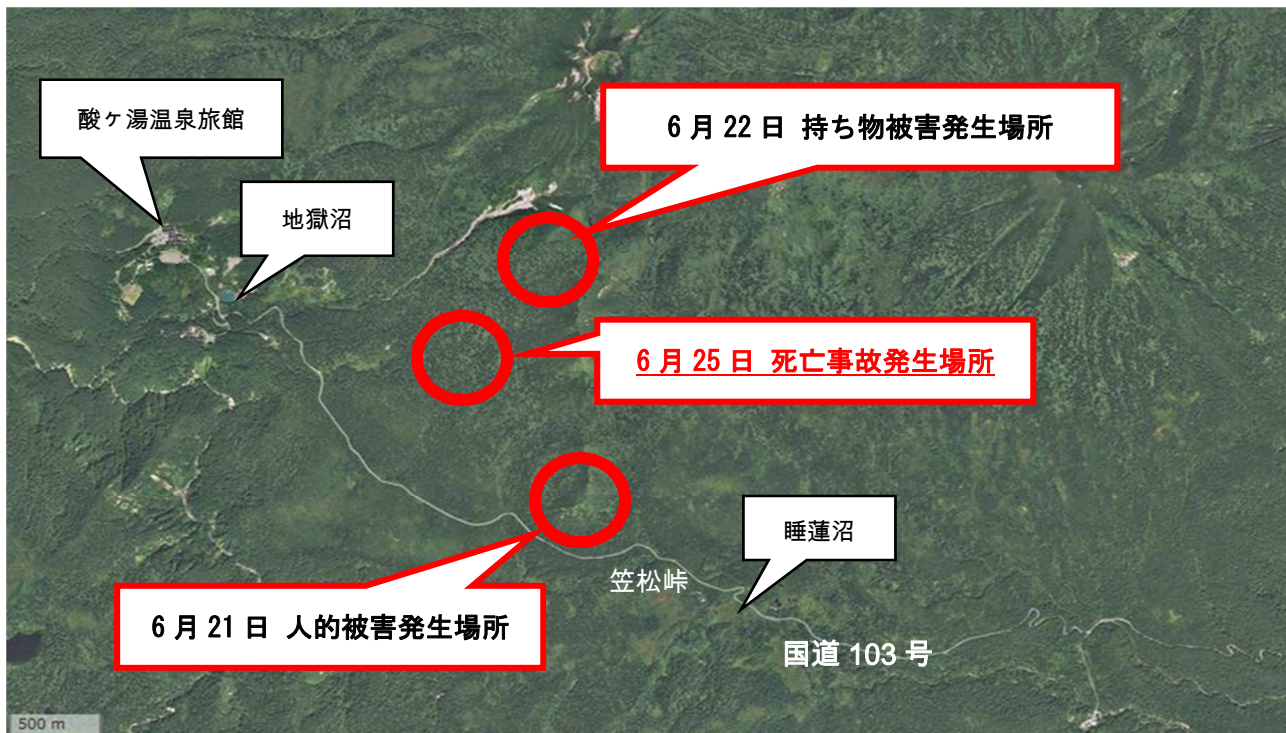 酸ヶ湯温泉旅館
6月22日 持ち物被害発生場所
地獄沼
6月25日 死亡事故発生場所
睡蓮沼
笠松峠
6月21日 人的被害発生場所
国道103号
500 m